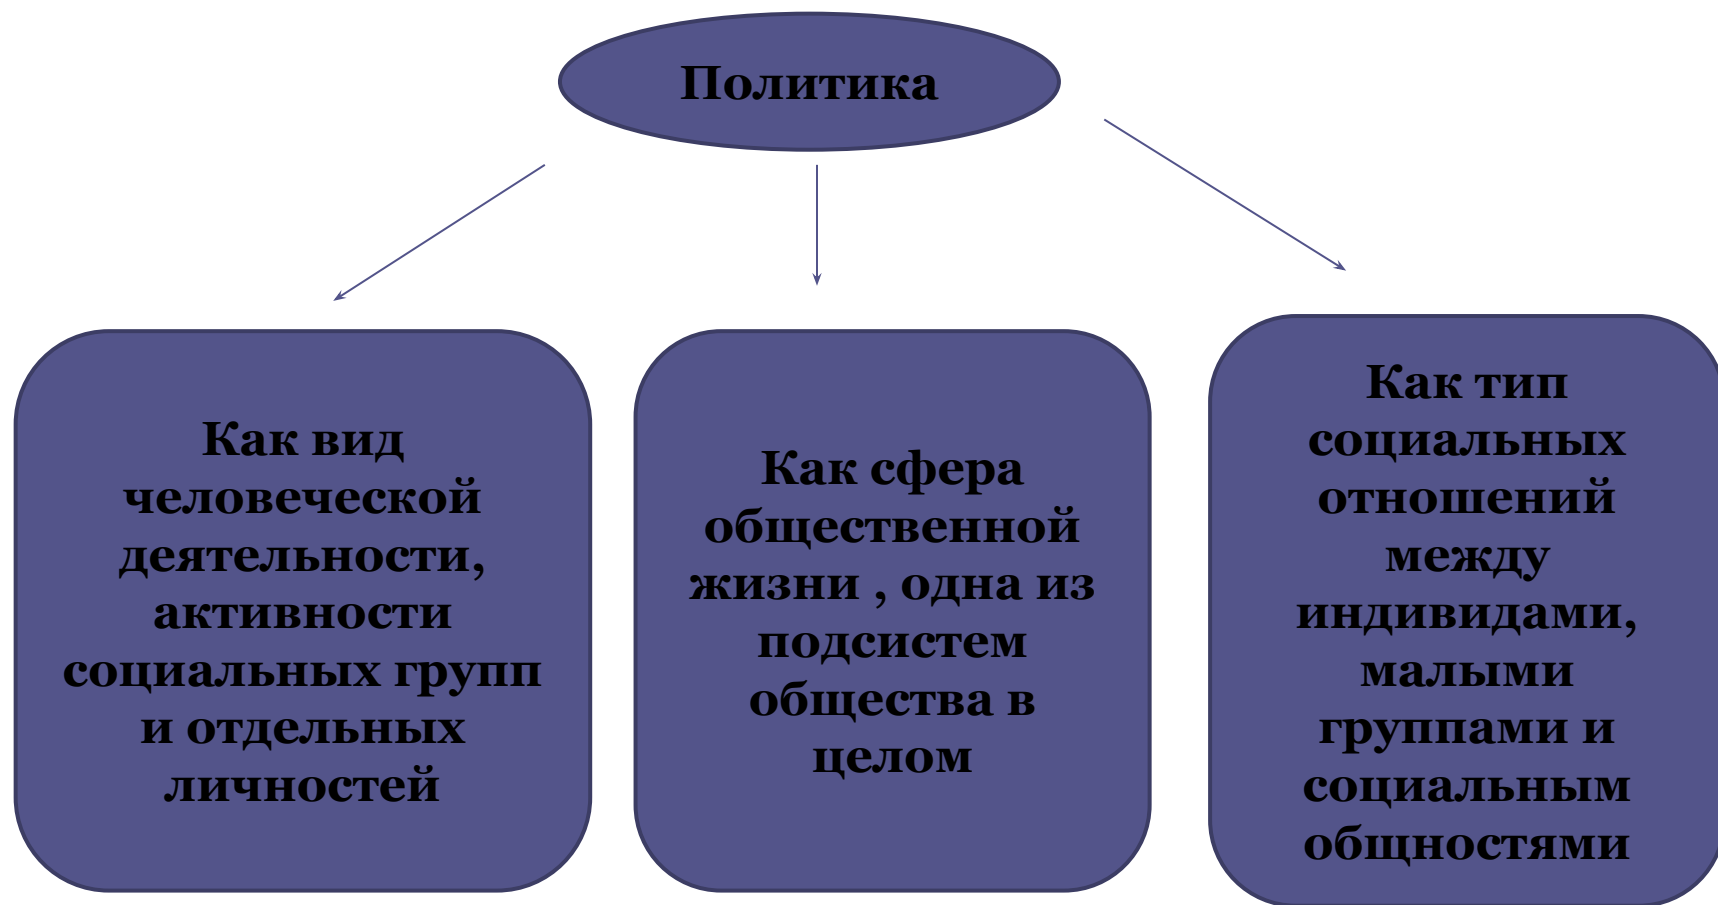 Политика
Как вид
человеческой
деятельности,
активности
социальных групп
и отдельных
личностей
Как сфера
общественной
жизни , одна из
подсистем
общества в
целом
Как тип
социальных
отношений
между
индивидами,
малыми
группами и
социальным
общностями